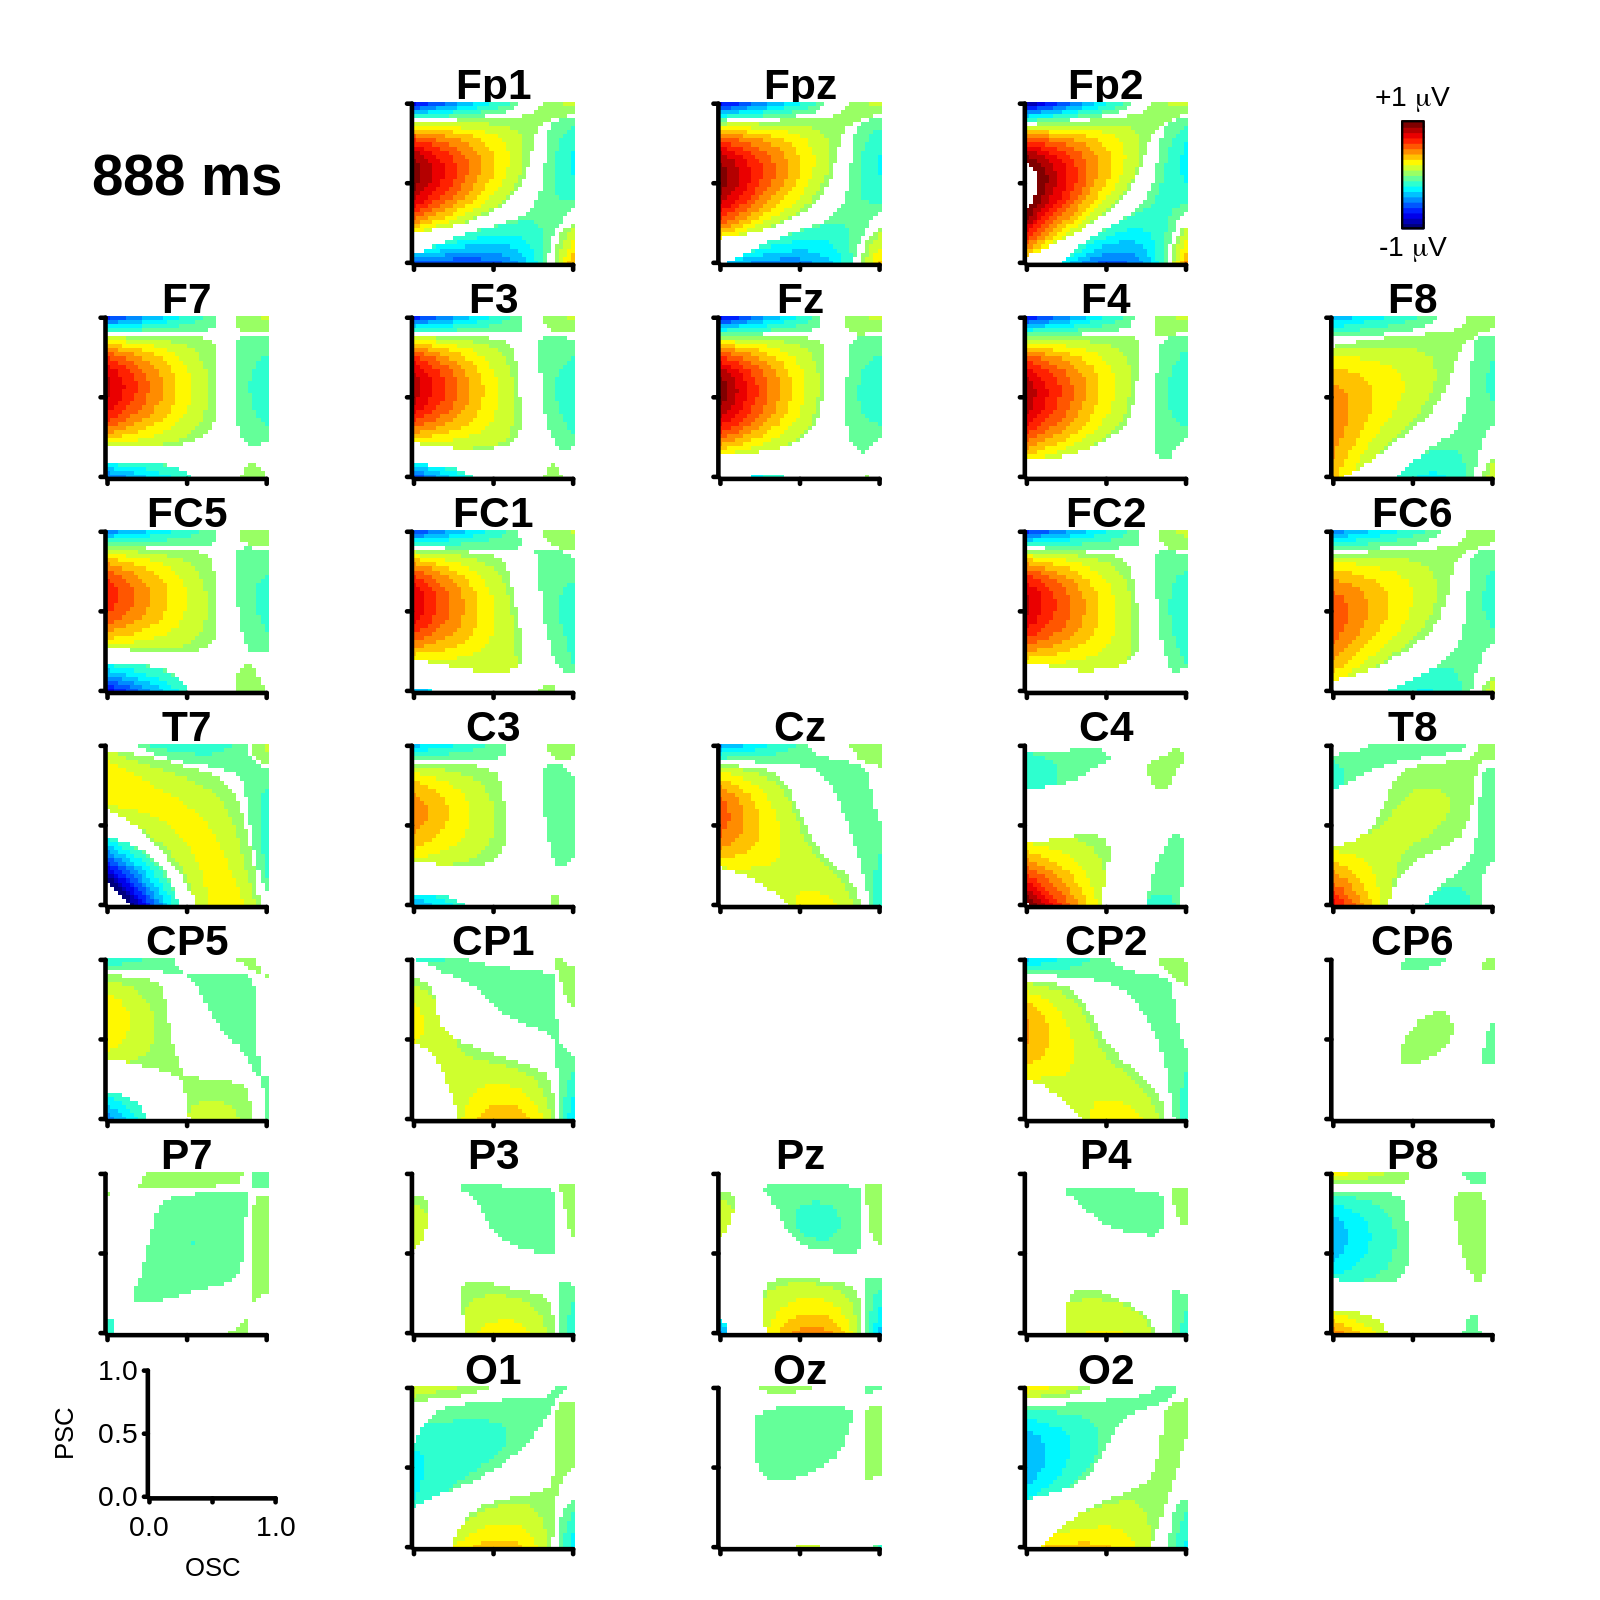 Fp1 Fpz Fp2
+1 μV
888 ms
-1 μV
F7 F3 Fz F4 F8
FC5 FC1 FC2 FC6
T7 C3 Cz C4 T8
CP5 CP1 CP2 CP6
P7 P3 Pz P4 P8
O1 Oz O2
1.0
PSC
0.5
0.0
0.0 1.0
OSC